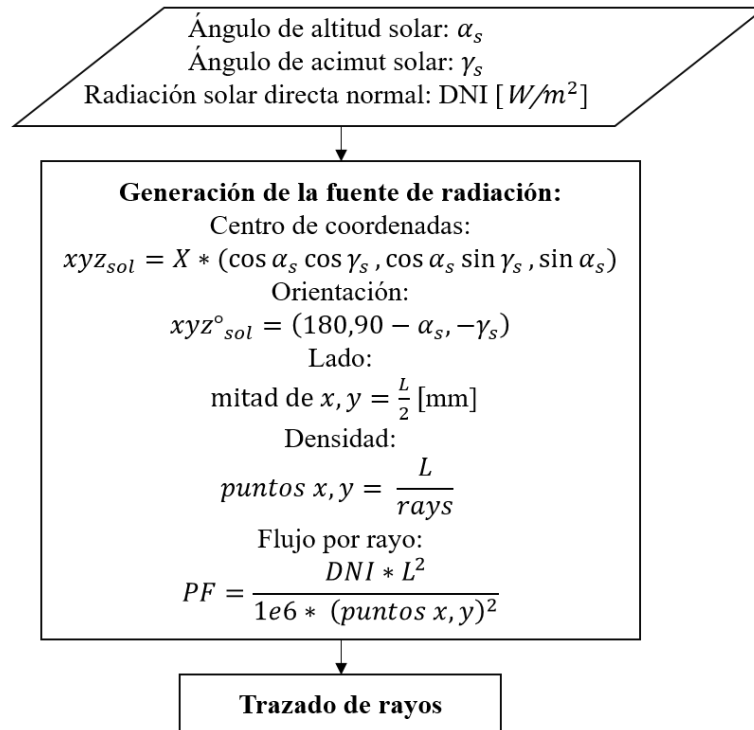 Ángulo de altitud solar: αₛ
Ángulo de acimut solar: γₛ
Radiación solar directa normal: DNI [W/m²]
Generación de la fuente de radiación:
Centro de coordenadas:
xyz_sol = X * (cos αₛ cos γₛ , cos αₛ sin γₛ , sin αₛ)
Orientación:
xyz°_sol = (180,90 − αₛ, −γₛ)
Lado:
mitad de x, y = L/2 [mm]
Densidad:
puntos x, y = L/rays
Flujo por rayo:
PF = DNI * L² / 1e6 * (puntos x, y)²
Trazado de rayos